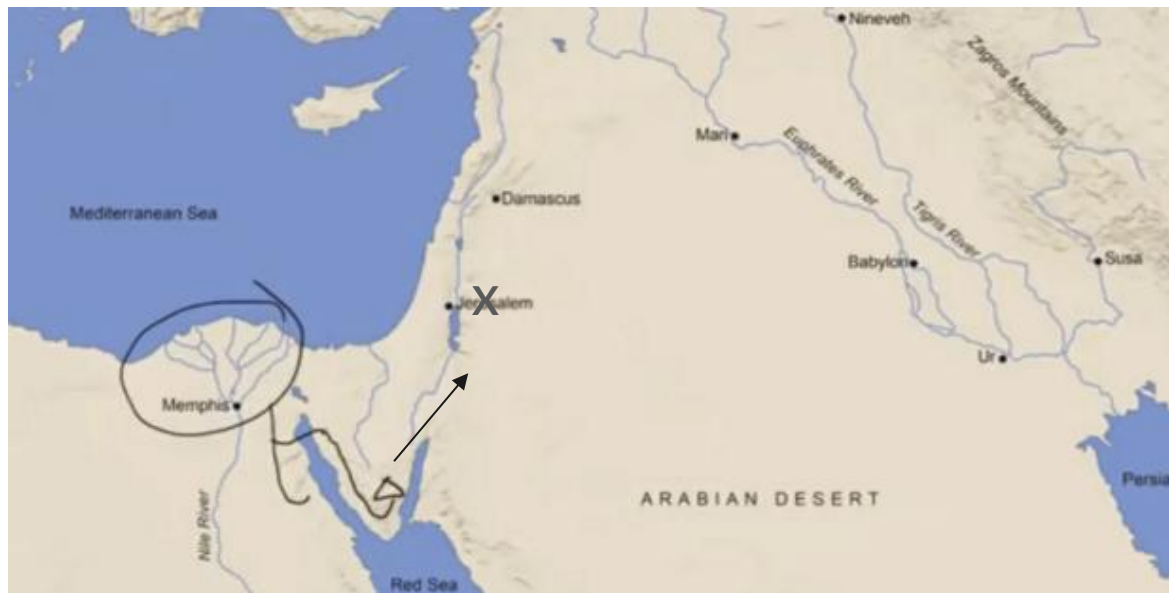 Nineveh
Zagros Mountains
Mari
Euphrates River
Damascus
Mediterranean Sea
Tigris River
Babylon
Susa
Jerusalem
X
Ur
Memphis
Persia
ARABIAN DESERT
Nile River
Red Sea